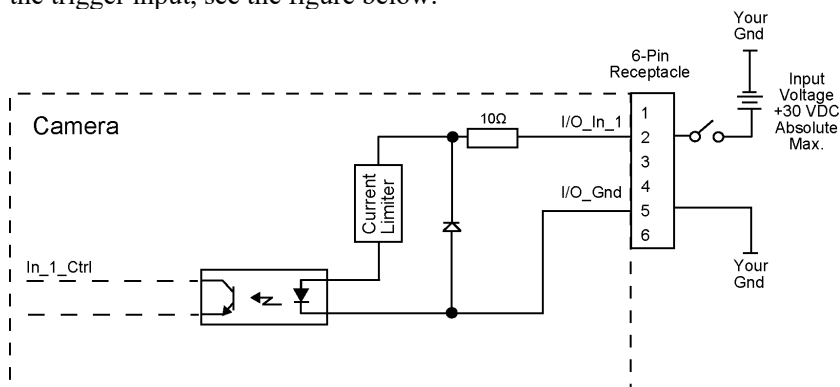 the trigger input, see the figure below.
Your
Gnd
6-Pin
Receptacle
Input
Voltage
+30 VDC
Absolute
Max.
Camera
10Ω
I/O_In_1
1
2
3
4
5
6
Current
Limiter
I/O_Gnd
In_1_Ctrl
Your
Gnd